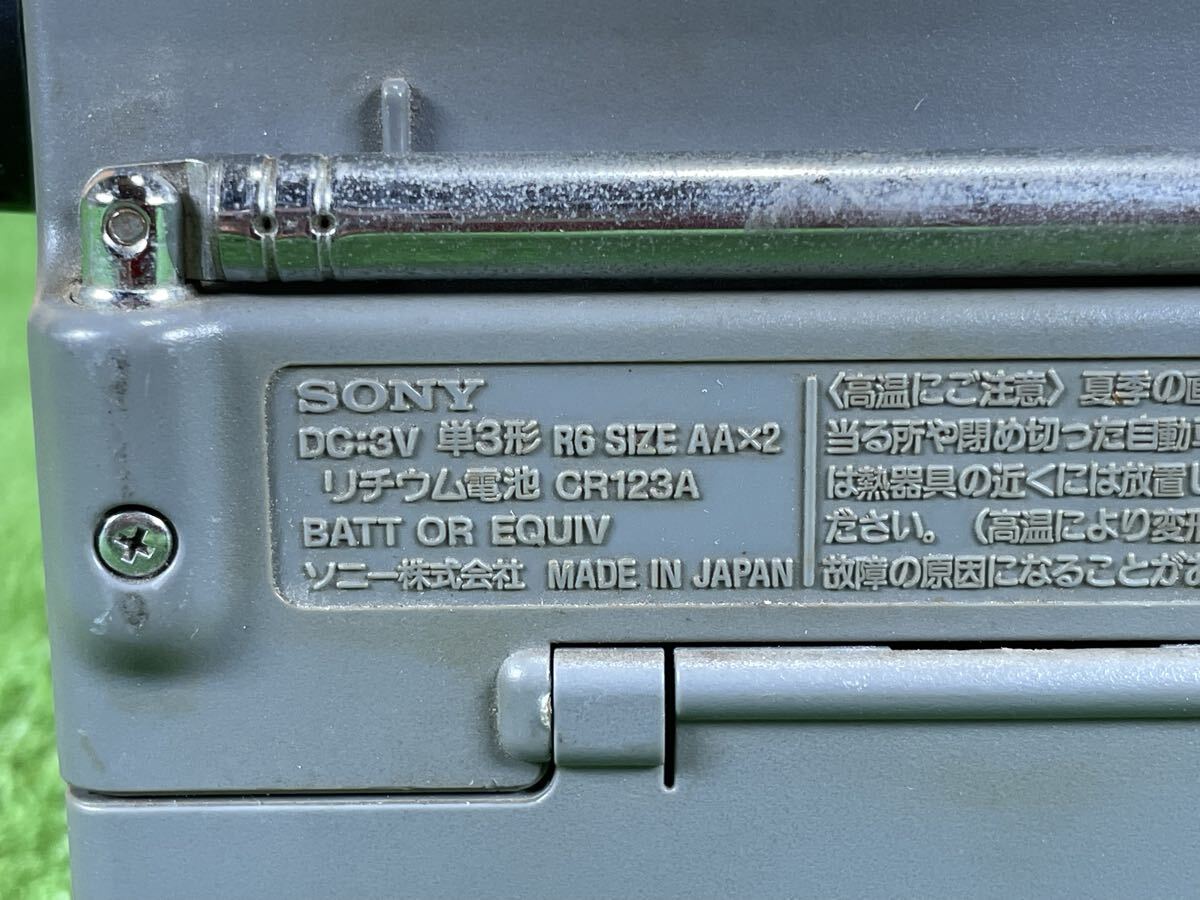 SONY
DC:3V 単3形 R6 SIZE AA×2
リチウム電池 CR123A
BATT OR EQUIV
ソニー株式会社 MADE IN JAPAN
〈高温にご注意〉夏季の直
当る所や閉め切った自動車
は熱器具の近くには放置し
ださい。(高温により変形
故障の原因になることがあ